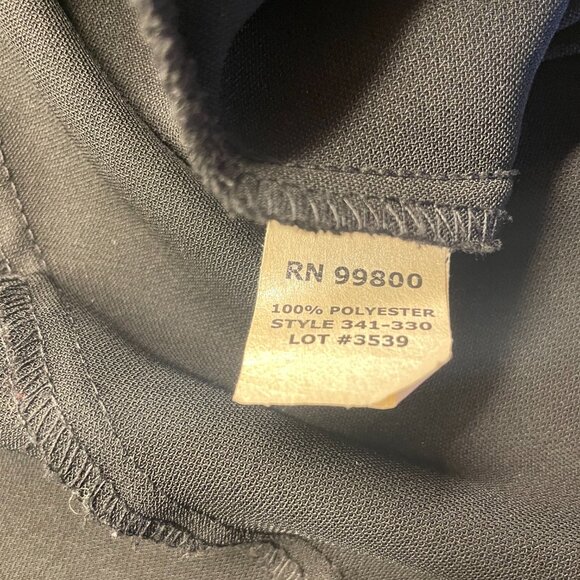 RN 99800
100% POLYESTER
STYLE 341-330
LOT #3539